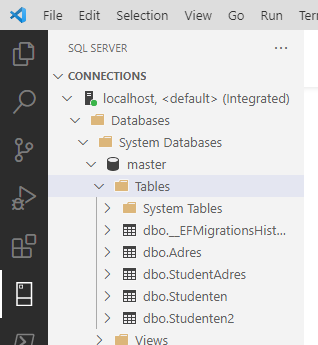 File Edit Selection View Go Run Term
SQL SERVER
CONNECTIONS
localhost, <default> (Integrated)
Databases
System Databases
master
Tables
System Tables
dbo.__EFMigrationsHist...
dbo.Adres
dbo.StudentAdres
dbo.Studenten
dbo.Studenten2
Views